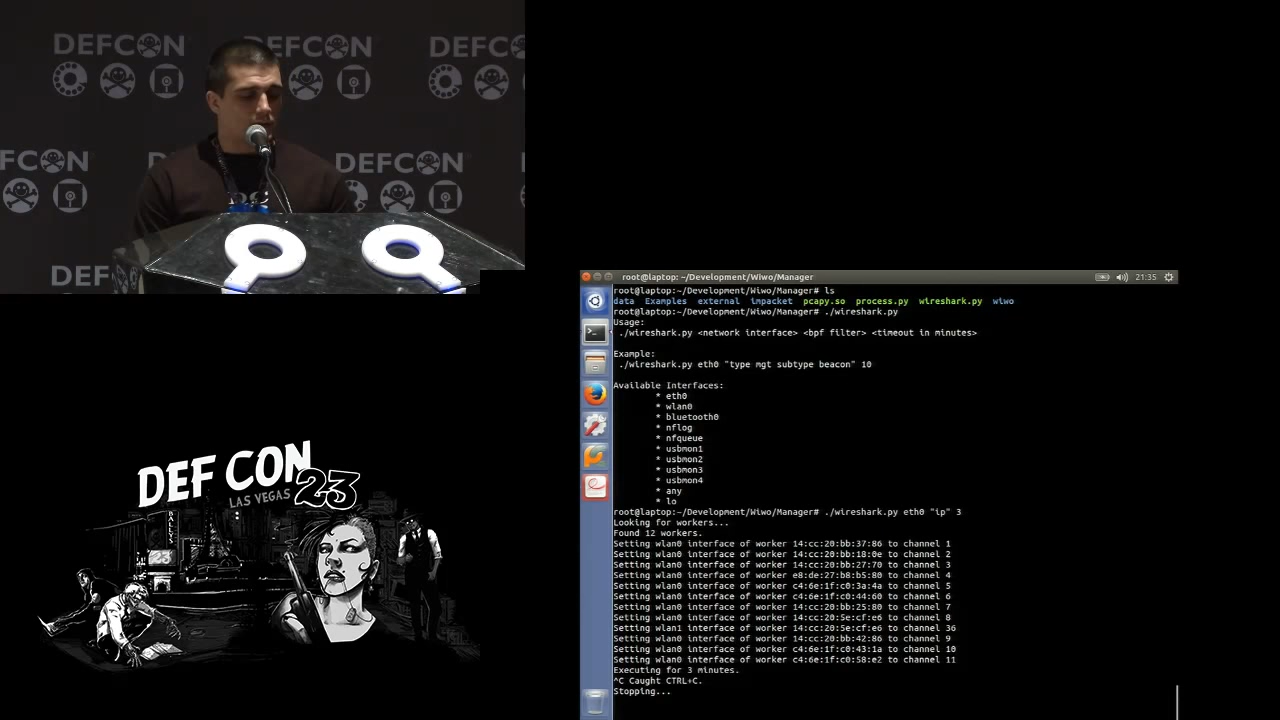 DEFCON
DEFCON
DEFCON
DEFCON
DEFCON
DEFCON
DEF CON
LAS VEGAS 23
BALLYS
root@laptop: ~/Development/Wiwo/Manager
21:35
root@laptop:~/Development/Wiwo/Manager# ls
data Examples external impacket pcapy.so process.py wireshark.py wiwo
root@laptop:~/Development/Wiwo/Manager# ./wireshark.py
Usage:
./wireshark.py <network interface> <bpf filter> <timeout in minutes>
Example:
./wireshark.py eth0 "type mgt subtype beacon" 10
Available Interfaces:
* eth0
* wlan0
* bluetooth0
* nflog
* nfqueue
* usbmon1
* usbmon2
* usbmon3
* usbmon4
* any
* lo
root@laptop:~/Development/Wiwo/Manager# ./wireshark.py eth0 "ip" 3
Looking for workers...
Found 12 workers.
Setting wlan0 interface of worker 14:cc:20:bb:37:86 to channel 1
Setting wlan0 interface of worker 14:cc:20:bb:18:0e to channel 2
Setting wlan0 interface of worker 14:cc:20:bb:27:70 to channel 3
Setting wlan0 interface of worker e8:de:27:b8:b5:80 to channel 4
Setting wlan0 interface of worker c4:6e:1f:c0:3a:4a to channel 5
Setting wlan0 interface of worker c4:6e:1f:c0:44:60 to channel 6
Setting wlan0 interface of worker 14:cc:20:bb:25:80 to channel 7
Setting wlan0 interface of worker 14:cc:20:5e:cf:e6 to channel 8
Setting wlan1 interface of worker 14:cc:20:5e:cf:e6 to channel 36
Setting wlan0 interface of worker 14:cc:20:bb:42:86 to channel 9
Setting wlan0 interface of worker c4:6e:1f:c0:43:1a to channel 10
Setting wlan0 interface of worker c4:6e:1f:c0:58:e2 to channel 11
Executing for 3 minutes.
^C Caught CTRL+C.
Stopping...